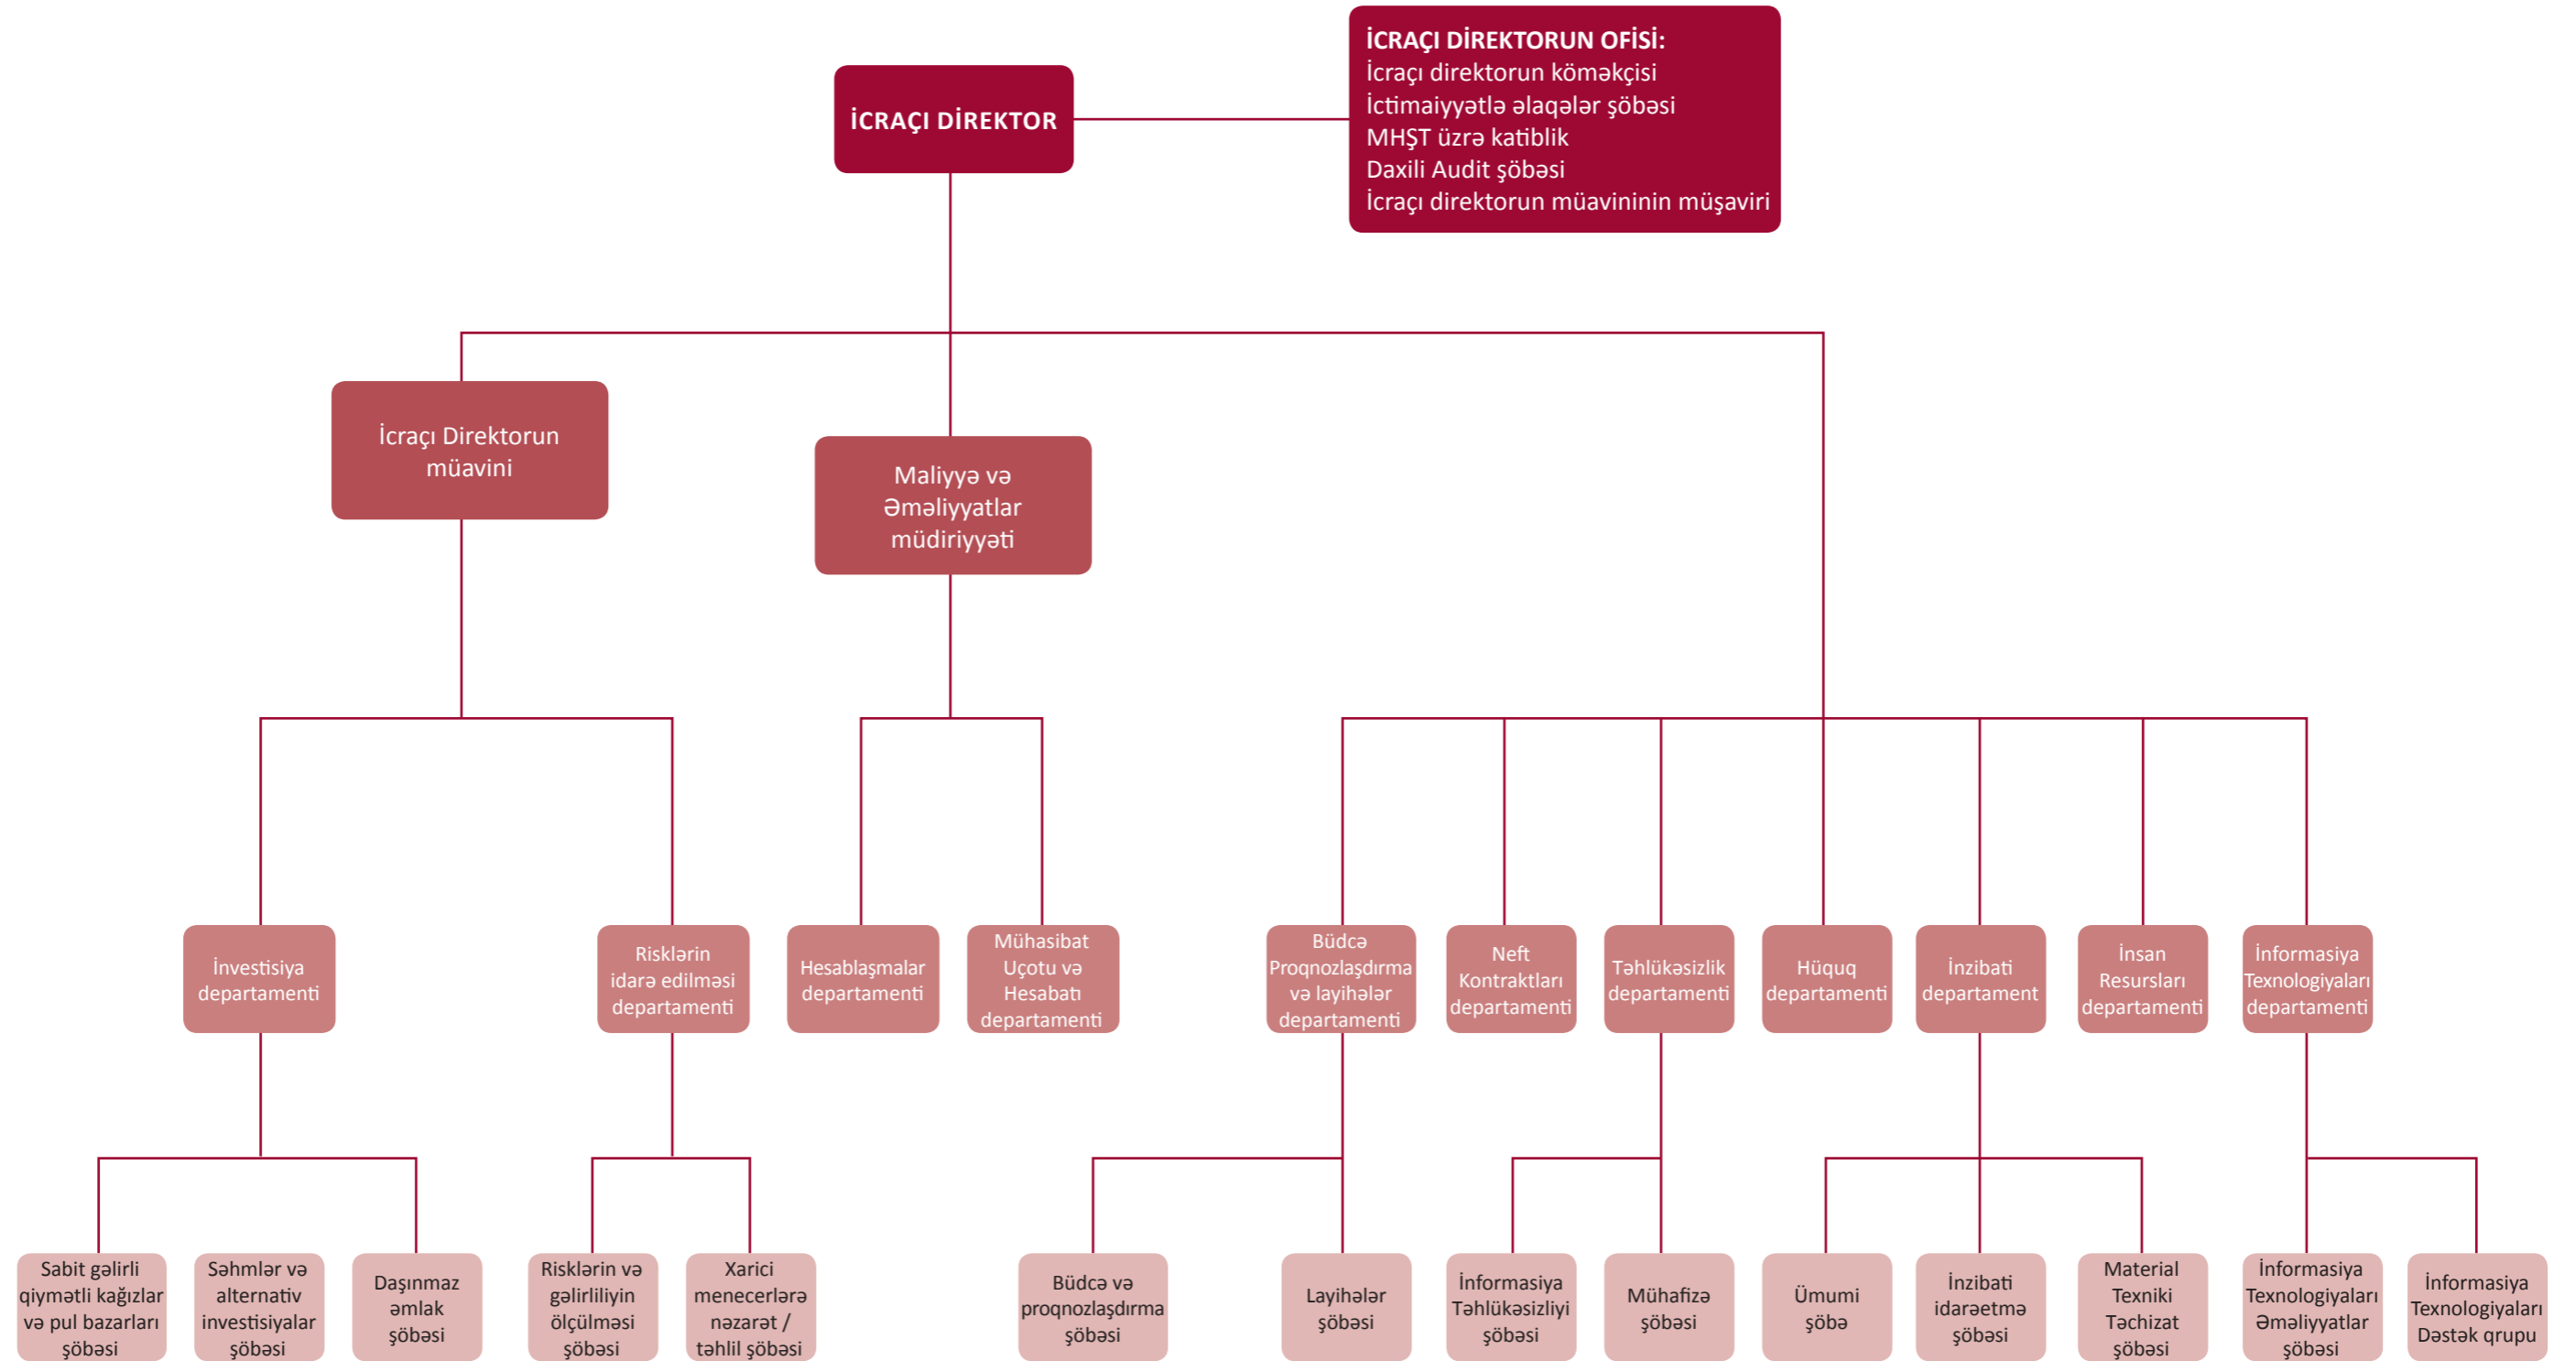 İCRAÇI DİREKTORUN OFİSİ:
İcraçı direktorun köməkçisi
İctimaiyyətlə əlaqələr şöbəsi
MHŞT üzrə katiblik
Daxili Audit şöbəsi
İcraçı direktorun müavininin müşaviri
İCRAÇI DİREKTOR
İcraçı Direktorun
müavini
Maliyyə və
Əməliyyatlar
müdiriyyəti
İnvestisiya
departamenti
Risklərin
idarə edilməsi
departamenti
Hesablaşmalar
departamenti
Mühasibat
Uçotu və
Hesabatı
departamenti
Büdcə
Proqnozlaşdırma
və layihələr
departamenti
Neft
Kontraktları
departamenti
Təhlükəsizlik
departamenti
Hüquq
departamenti
İnzibati
departament
İnsan
Resursları
departamenti
İnformasiya
Texnologiyaları
departamenti
Sabit gəlirli
qiymətli kağızlar
və pul bazarları
şöbəsi
Səhmlər və
alternativ
investisiyalar
şöbəsi
Daşınmaz
əmlak
şöbəsi
Risklərin və
gəlirliliyin
ölçülməsi
şöbəsi
Xarici
menecerlərə
nəzarət /
təhlil şöbəsi
Büdcə və
proqnozlaşdırma
şöbəsi
Layihələr
şöbəsi
İnformasiya
Təhlükəsizliyi
şöbəsi
Mühafizə
şöbəsi
Ümumi
şöbə
İnzibati
idarəetmə
şöbəsi
Material
Texniki
Təchizat
şöbəsi
İnformasiya
Texnologiyaları
Əməliyyatlar
şöbəsi
İnformasiya
Texnologiyaları
Dəstək qrupu